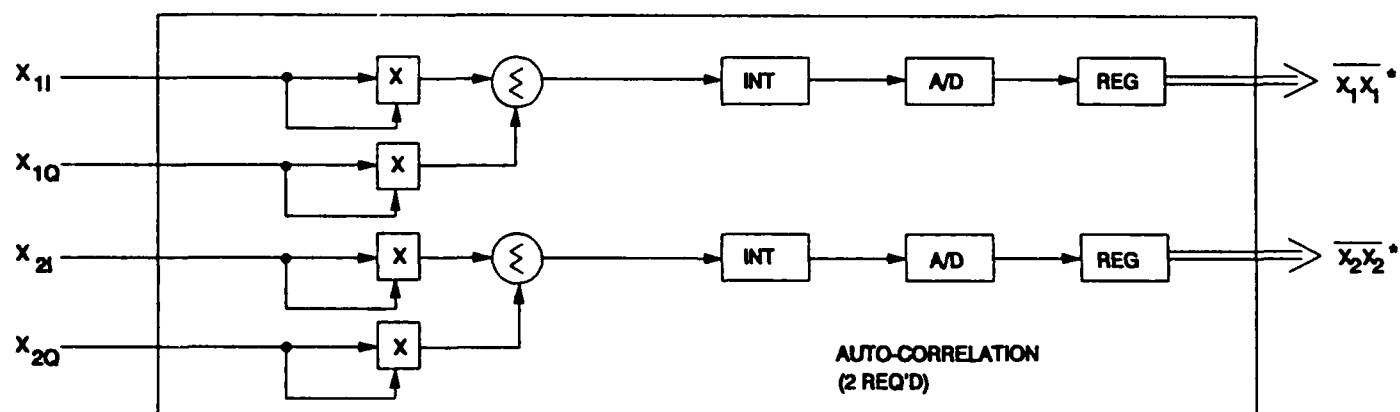 X1I X Σ INT A/D REG X1X1*
X1Q X
X2I X Σ INT A/D REG X2X2*
X2Q X
AUTO-CORRELATION
(2 REQ'D)